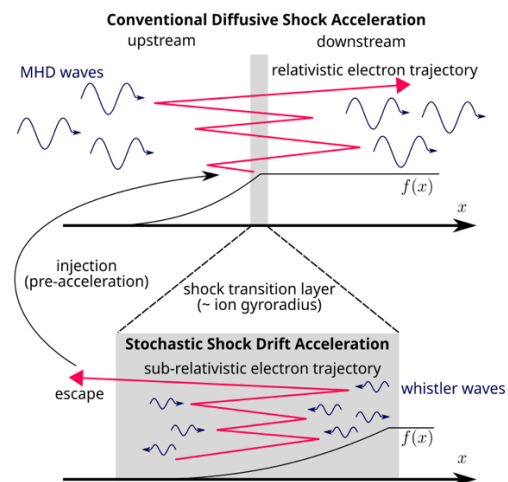 Conventional Diffusive Shock Acceleration
upstream
downstream
MHD waves
relativistic electron trajectory
f(x)
x
injection
(pre-acceleration)
shock transition layer
(~ ion gyroradius)
Stochastic Shock Drift Acceleration
sub-relativistic electron trajectory
escape
whistler waves
f(x)
x